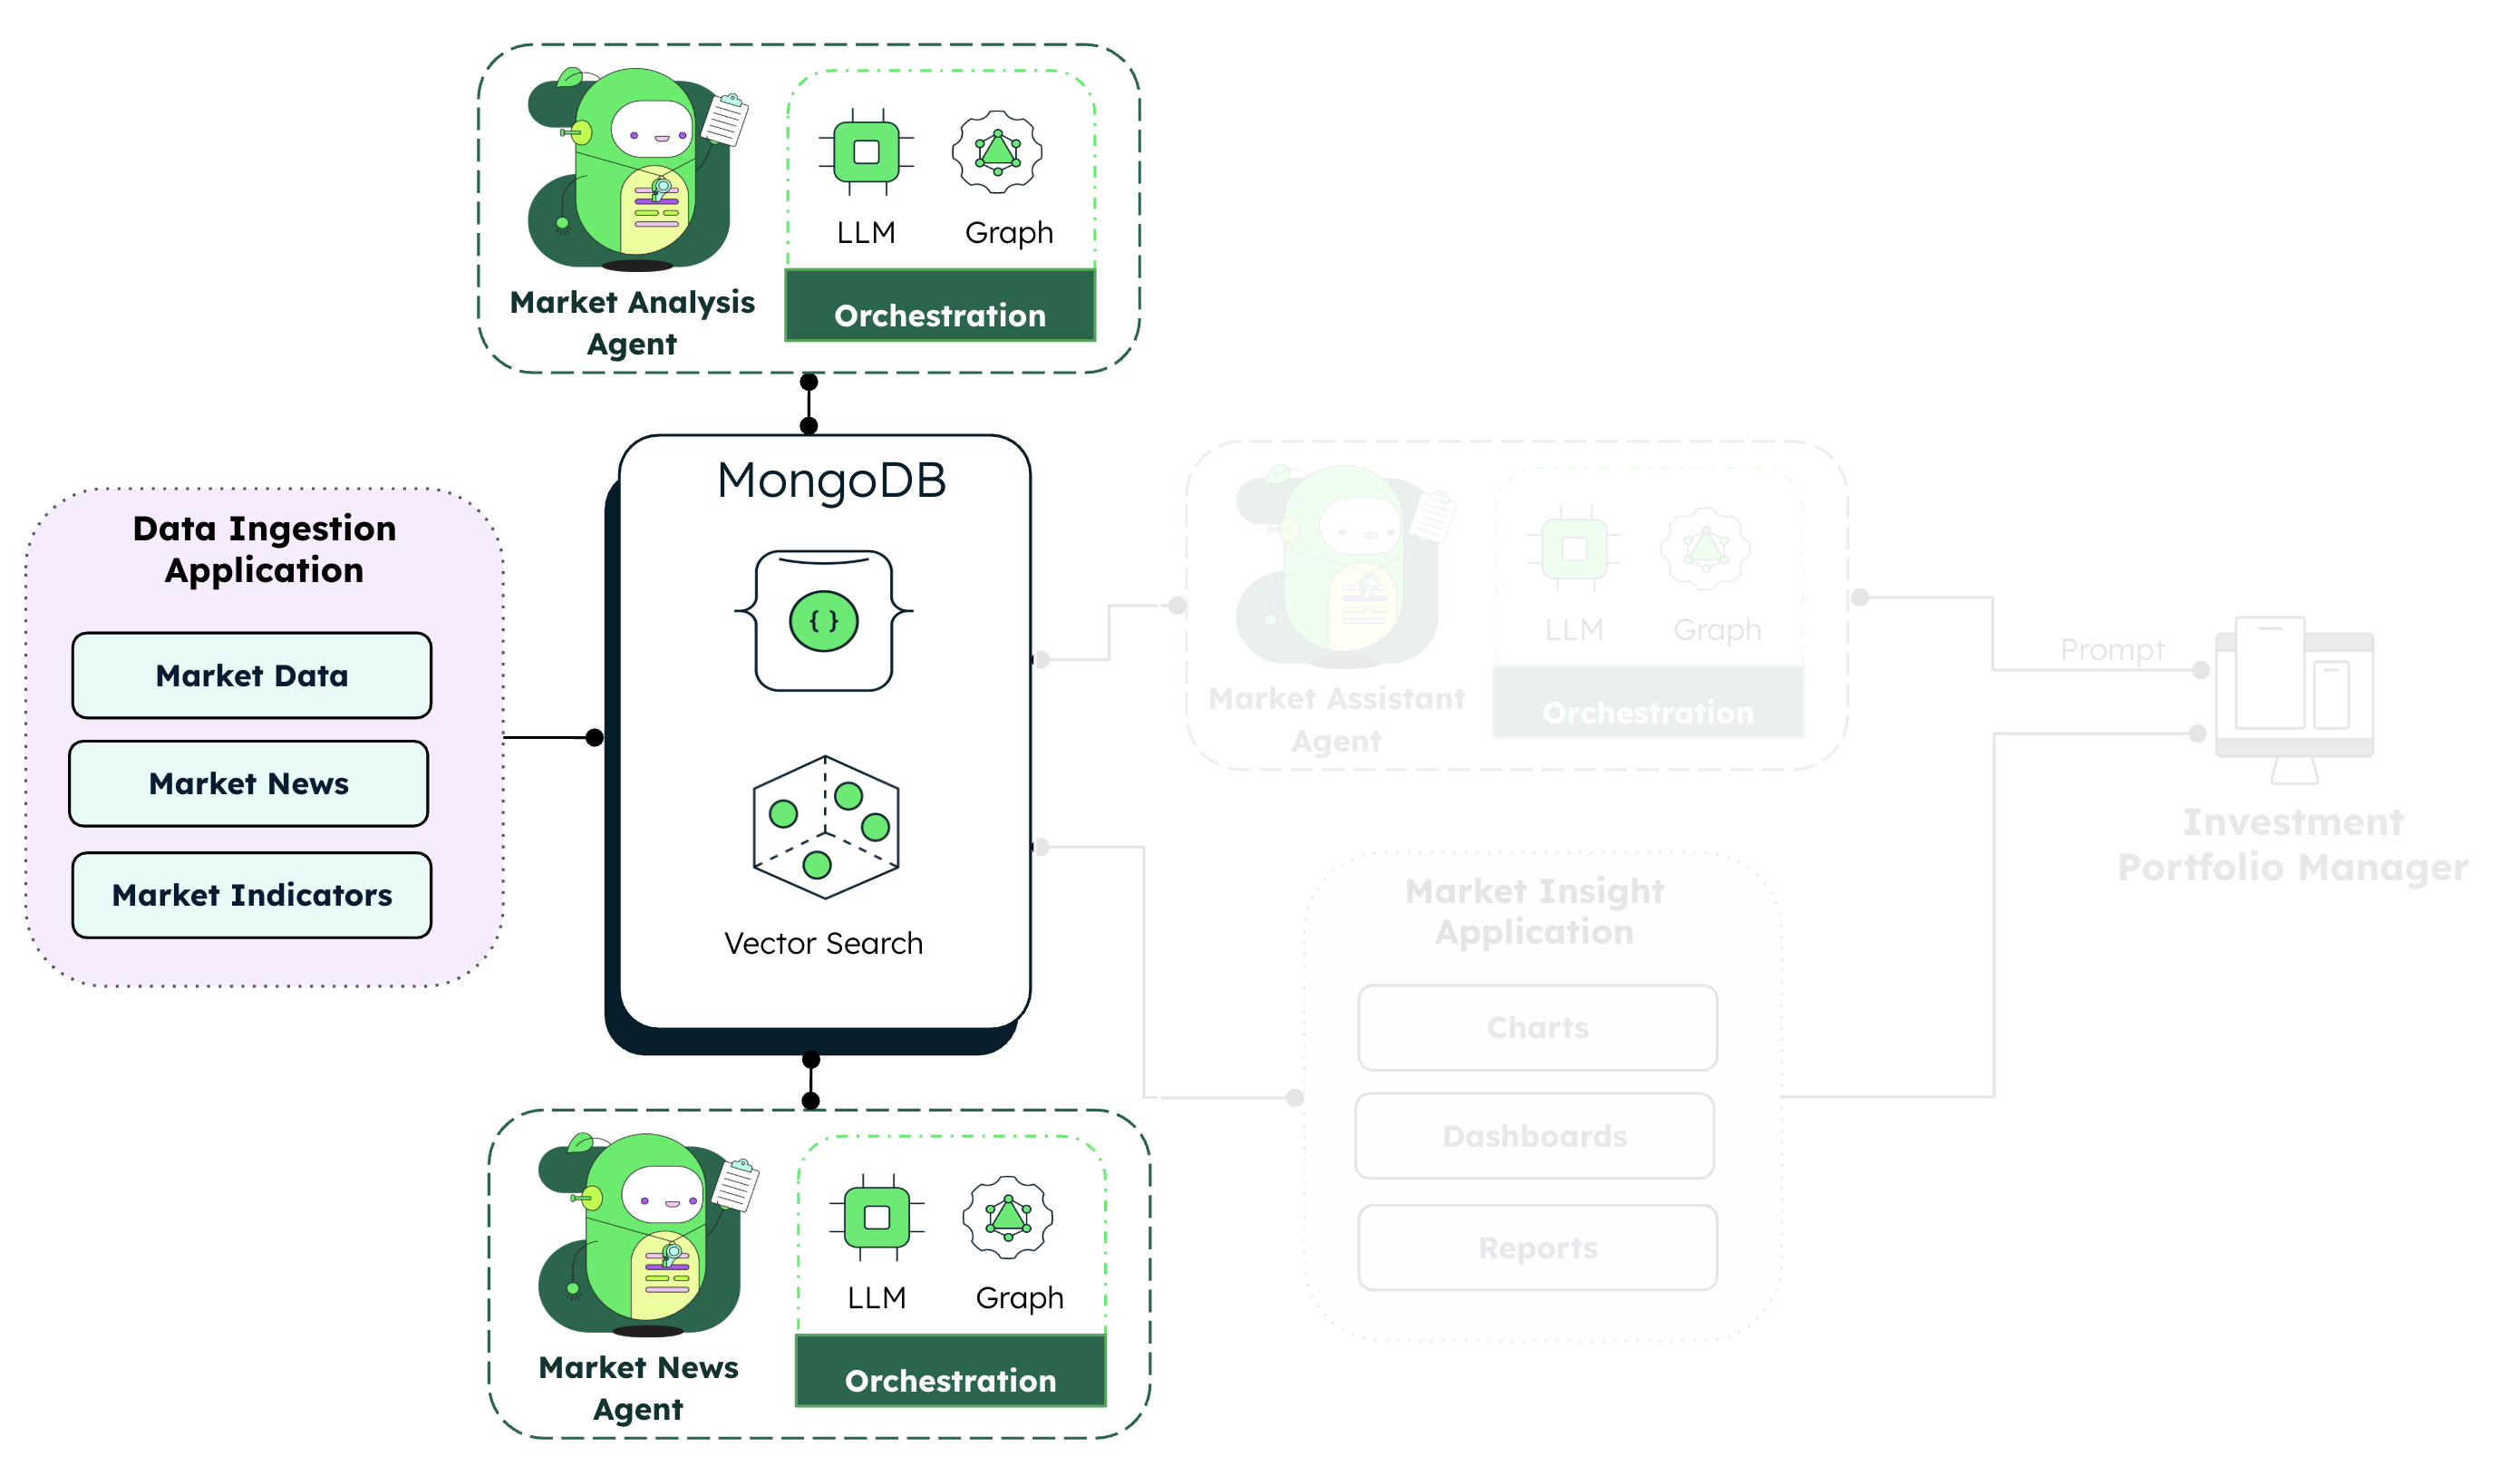 LLM
Graph
Market Analysis
Agent
Orchestration
MongoDB
{ }
Vector Search
Data Ingestion
Application
Market Data
Market News
Market Indicators
LLM
Graph
Market News
Agent
Orchestration
LLM
Graph
Market Assistant
Agent
Orchestration
Prompt
Investment
Portfolio Manager
Market Insight
Application
Charts
Dashboards
Reports